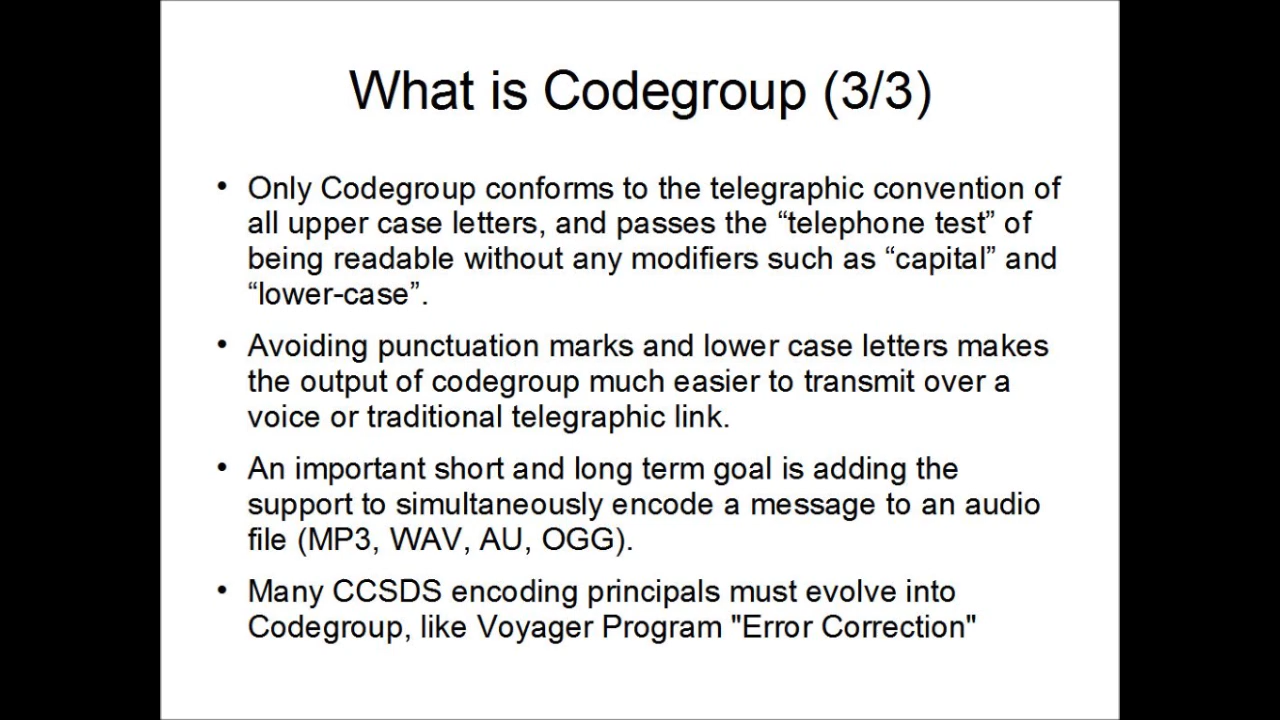 What is Codegroup (3/3)
• Only Codegroup conforms to the telegraphic convention of
all upper case letters, and passes the “telephone test” of
being readable without any modifiers such as “capital” and
“lower-case”.
• Avoiding punctuation marks and lower case letters makes
the output of codegroup much easier to transmit over a
voice or traditional telegraphic link.
• An important short and long term goal is adding the
support to simultaneously encode a message to an audio
file (MP3, WAV, AU, OGG).
• Many CCSDS encoding principals must evolve into
Codegroup, like Voyager Program "Error Correction"